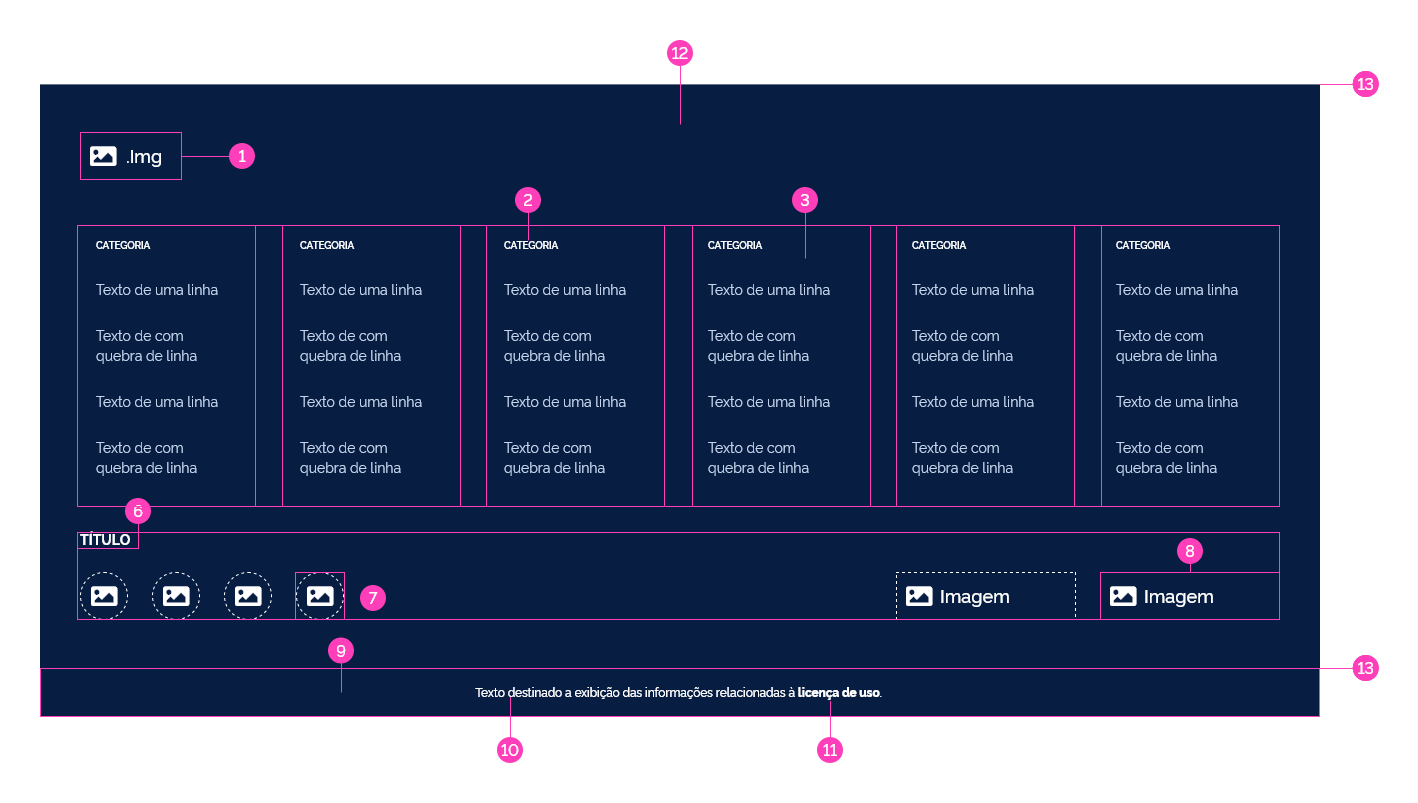 12
13
.Img
1
2
3
CATEGORIA CATEGORIA CATEGORIA CATEGORIA CATEGORIA CATEGORIA
Texto de uma linha Texto de uma linha Texto de uma linha Texto de uma linha Texto de uma linha Texto de uma linha
Texto de com Texto de com Texto de com Texto de com Texto de com Texto de com
quebra de linha quebra de linha quebra de linha quebra de linha quebra de linha quebra de linha
Texto de uma linha Texto de uma linha Texto de uma linha Texto de uma linha Texto de uma linha Texto de uma linha
Texto de com Texto de com Texto de com Texto de com Texto de com Texto de com
quebra de linha quebra de linha quebra de linha quebra de linha quebra de linha quebra de linha
6
TÍTULO
8
7
Imagem Imagem
9
13
Texto destinado a exibição das informações relacionadas à licença de uso.
10
11